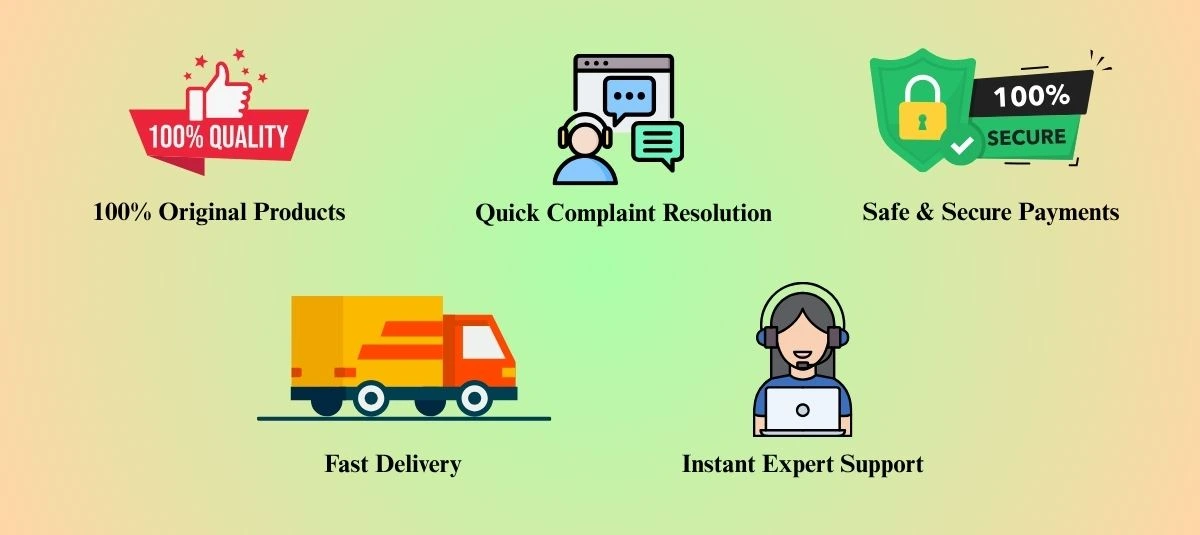 100% QUALITY
100% Original Products
Quick Complaint Resolution
100%
SECURE
Safe & Secure Payments
Fast Delivery
Instant Expert Support